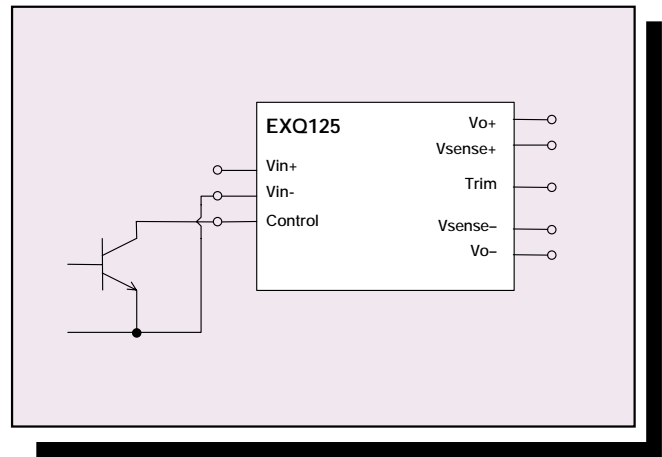 EXQ125
Vin+
Vin-
Control
Vo+
Vsense+
Trim
Vsense–
Vo–